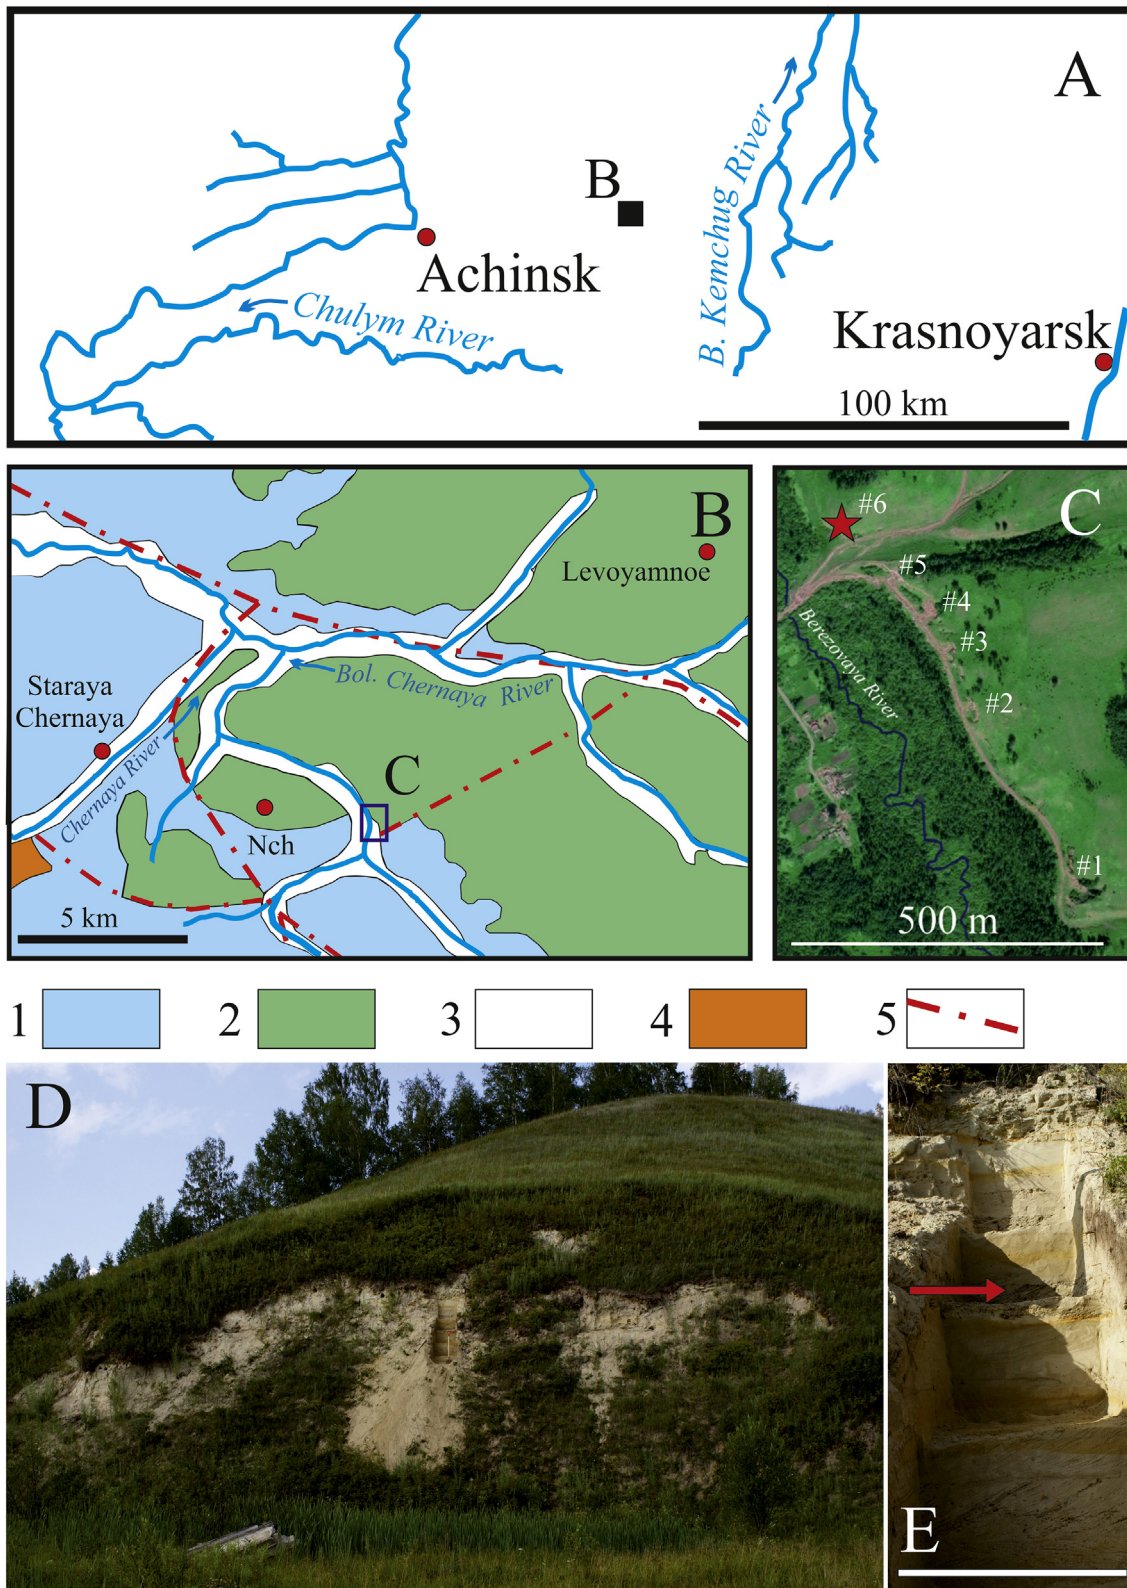 A
B
B. Kemchug River
Achinsk
Chulym River
Krasnoyarsk
100 km
B
Levoyamnoe
Bol. Chernaya River
Staraya
Chernaya
Chernaya River
C
Nch
5 km
C
#6
#5
#4
#3
#2
#1
Berezovaya River
500 m
1
2
3
4
5
D
E